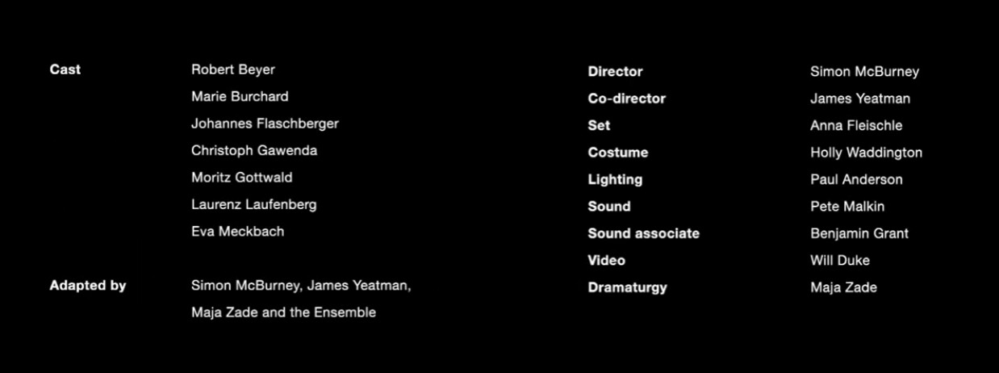 Cast Robert Beyer
Marie Burchard
Johannes Flaschberger
Christoph Gawenda
Moritz Gottwald
Laurenz Laufenberg
Eva Meckbach
Adapted by Simon McBurney, James Yeatman,
Maja Zade and the Ensemble
Director Simon McBurney
Co-director James Yeatman
Set Anna Fleischle
Costume Holly Waddington
Lighting Paul Anderson
Sound Pete Malkin
Sound associate Benjamin Grant
Video Will Duke
Dramaturgy Maja Zade